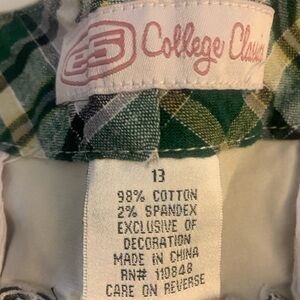 College Classics
13
98% COTTON
2% SPANDEX
EXCLUSIVE OF
DECORATION
MADE IN CHINA
RN# 110848
CARE ON REVERSE